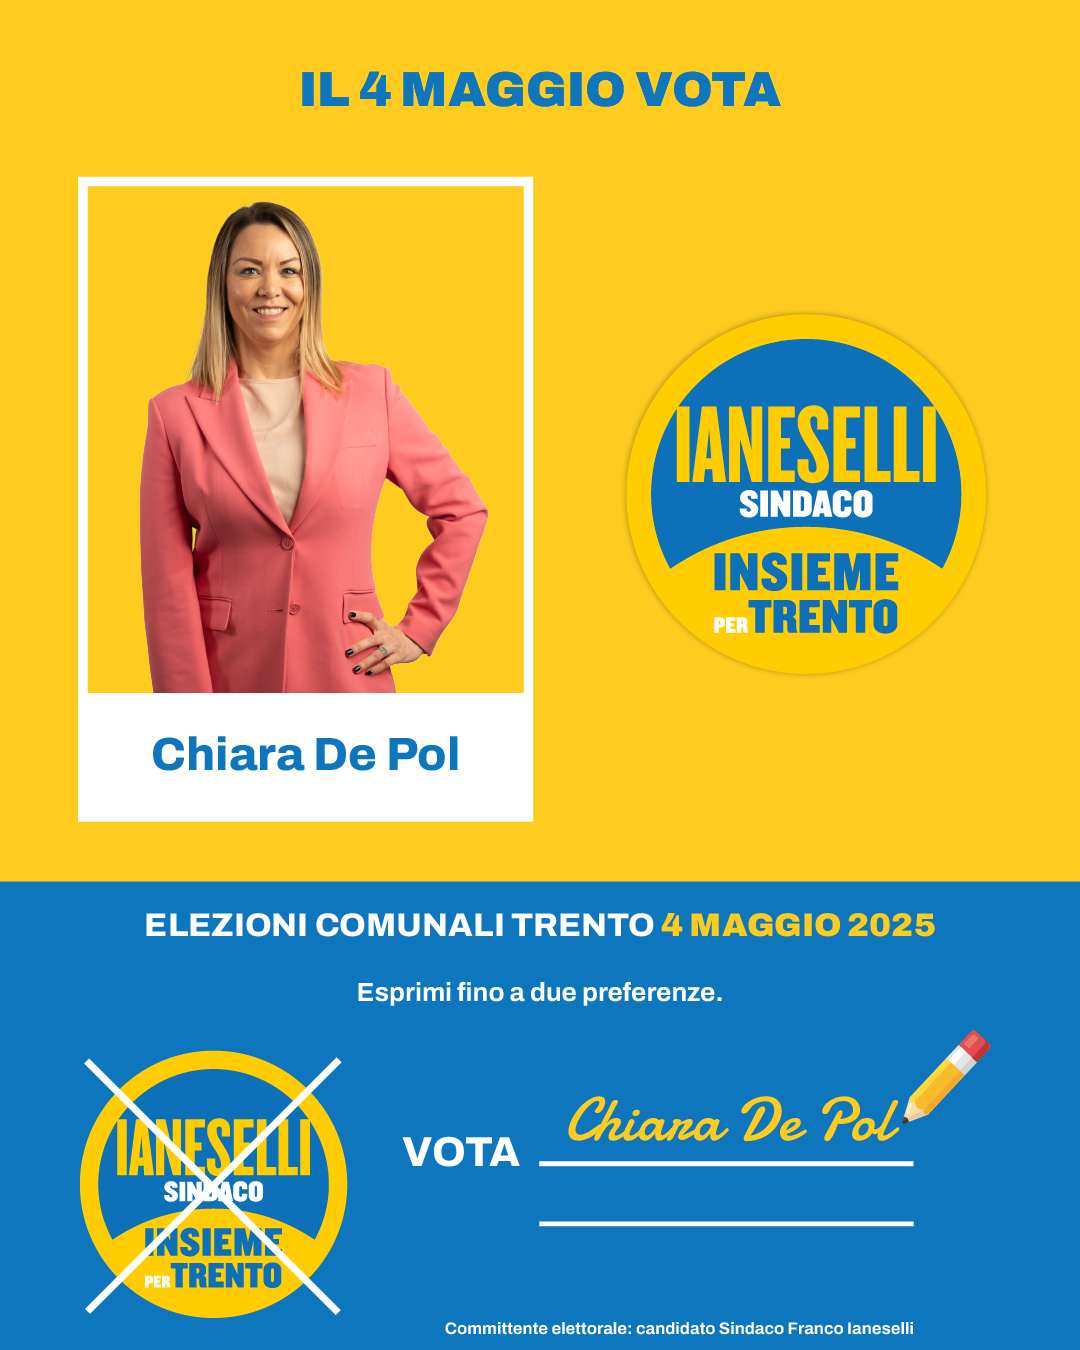 IL 4 MAGGIO VOTA
IANESELLI
SINDACO
INSIEME
PER TRENTO
Chiara De Pol
ELEZIONI COMUNALI TRENTO 4 MAGGIO 2025
Esprimi fino a due preferenze.
IANESELLI
SINDACO
INSIEME
PER TRENTO
VOTA Chiara De Pol
Committente elettorale: candidato Sindaco Franco Ianeselli